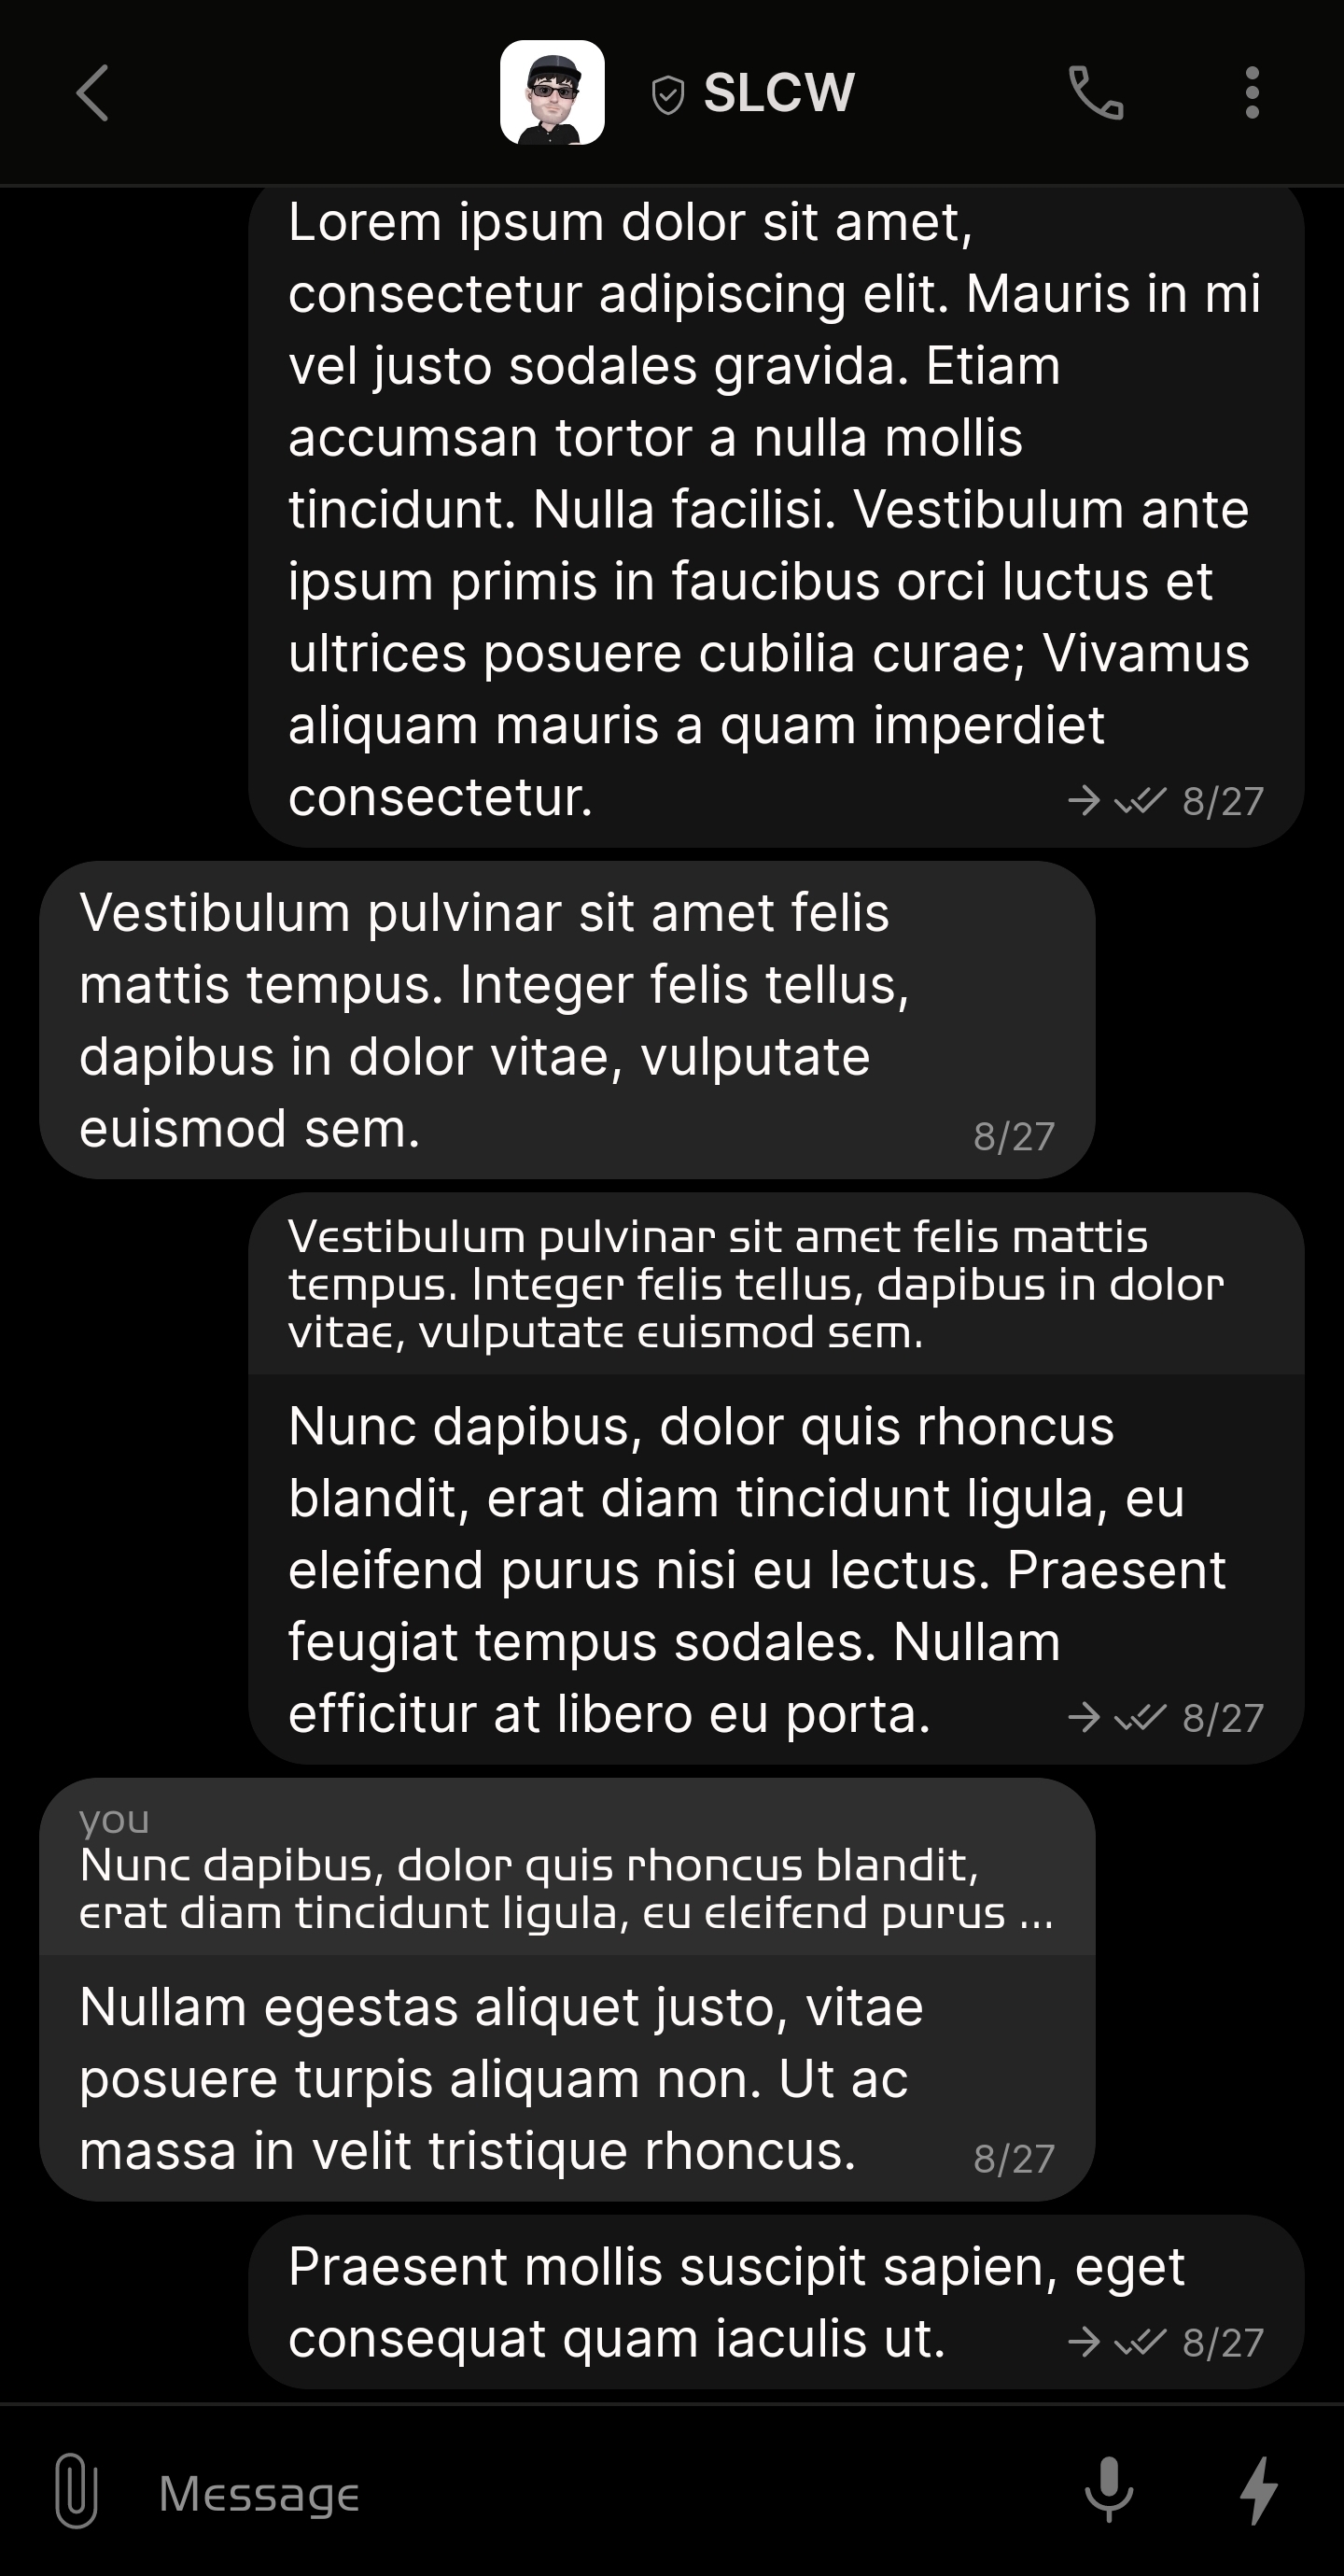 SLCW
Lorem ipsum dolor sit amet,
consectetur adipiscing elit. Mauris in mi
vel justo sodales gravida. Etiam
accumsan tortor a nulla mollis
tincidunt. Nulla facilisi. Vestibulum ante
ipsum primis in faucibus orci luctus et
ultrices posuere cubilia curae; Vivamus
aliquam mauris a quam imperdiet
consectetur. 8/27
Vestibulum pulvinar sit amet felis
mattis tempus. Integer felis tellus,
dapibus in dolor vitae, vulputate
euismod sem. 8/27
Vestibulum pulvinar sit amet felis mattis
tempus. Integer felis tellus, dapibus in dolor
vitae, vulputate euismod sem.
Nunc dapibus, dolor quis rhoncus
blandit, erat diam tincidunt ligula, eu
eleifend purus nisi eu lectus. Praesent
feugiat tempus sodales. Nullam
efficitur at libero eu porta. 8/27
you
Nunc dapibus, dolor quis rhoncus blandit,
erat diam tincidunt ligula, eu eleifend purus ...
Nullam egestas aliquet justo, vitae
posuere turpis aliquam non. Ut ac
massa in velit tristique rhoncus. 8/27
Praesent mollis suscipit sapien, eget
consequat quam iaculis ut. 8/27
Message